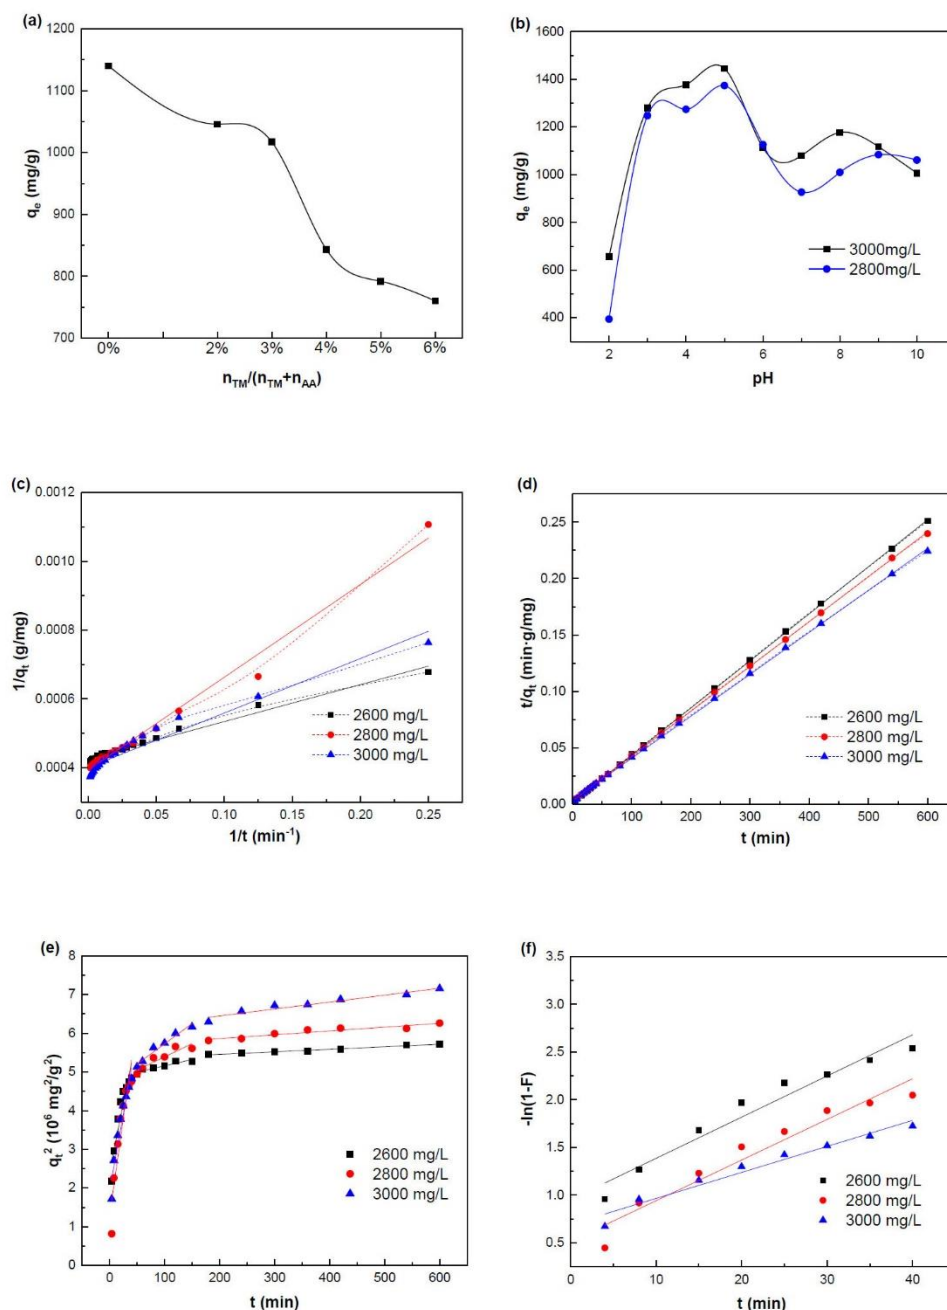 (a)
1200
1100
1000
900
800
700
qe (mg/g)
0% 2% 3% 4% 5% 6%
nTM/(nTM+nAA)
(b)
1600
1400
1200
1000
800
600
400
qe (mg/g)
3000mg/L
2800mg/L
2 4 6 8 10
pH
(c)
0.0012
0.0010
0.0008
0.0006
0.0004
1/qt (g/mg)
2600 mg/L
2800 mg/L
3000 mg/L
0.00 0.05 0.10 0.15 0.20 0.25
1/t (min-1)
(d)
0.25
0.20
0.15
0.10
0.05
0.00
t/qt (min·g/mg)
2600 mg/L
2800 mg/L
3000 mg/L
100 200 300 400 500 600
t (min)
(e)
8
7
6
5
4
3
2
1
0
qt2 (106 mg2/g2)
2600 mg/L
2800 mg/L
3000 mg/L
0 100 200 300 400 500 600
t (min)
(f)
3.5
3.0
2.5
2.0
1.5
1.0
0.5
-ln(1-F)
2600 mg/L
2800 mg/L
3000 mg/L
0 10 20 30 40
t (min)